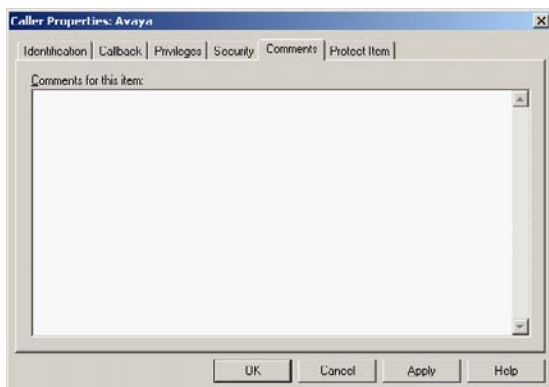 Caller Properties: Avaya
Identification Callback Privileges Security Comments Protect Item
Comments for this item:
OK Cancel Apply Help